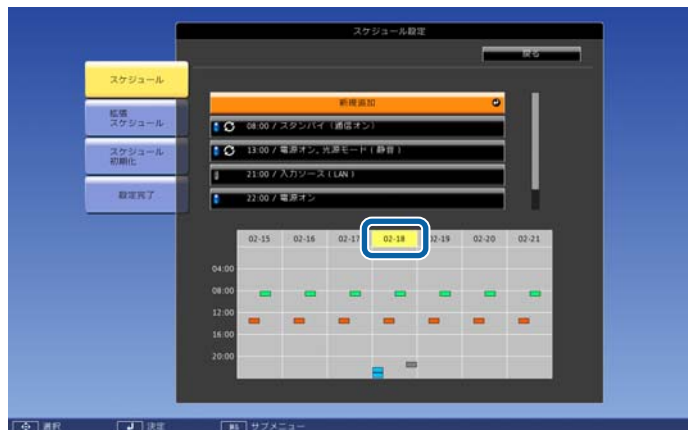 スケジュール設定
戻る
スケジュール
拡張
スケジュール
スケジュール
初期化
設定完了
新規追加
08:00 / スタンバイ (通信オン)
13:00 / 電源オン, 光源モード ( 静音 )
21:00 / 入力ソース ( LAN )
22:00 / 電源オン
02-15 02-16 02-17 02-18 02-19 02-20 02-21
04:00
08:00
12:00
16:00
20:00
選択 決定 サブメニュー